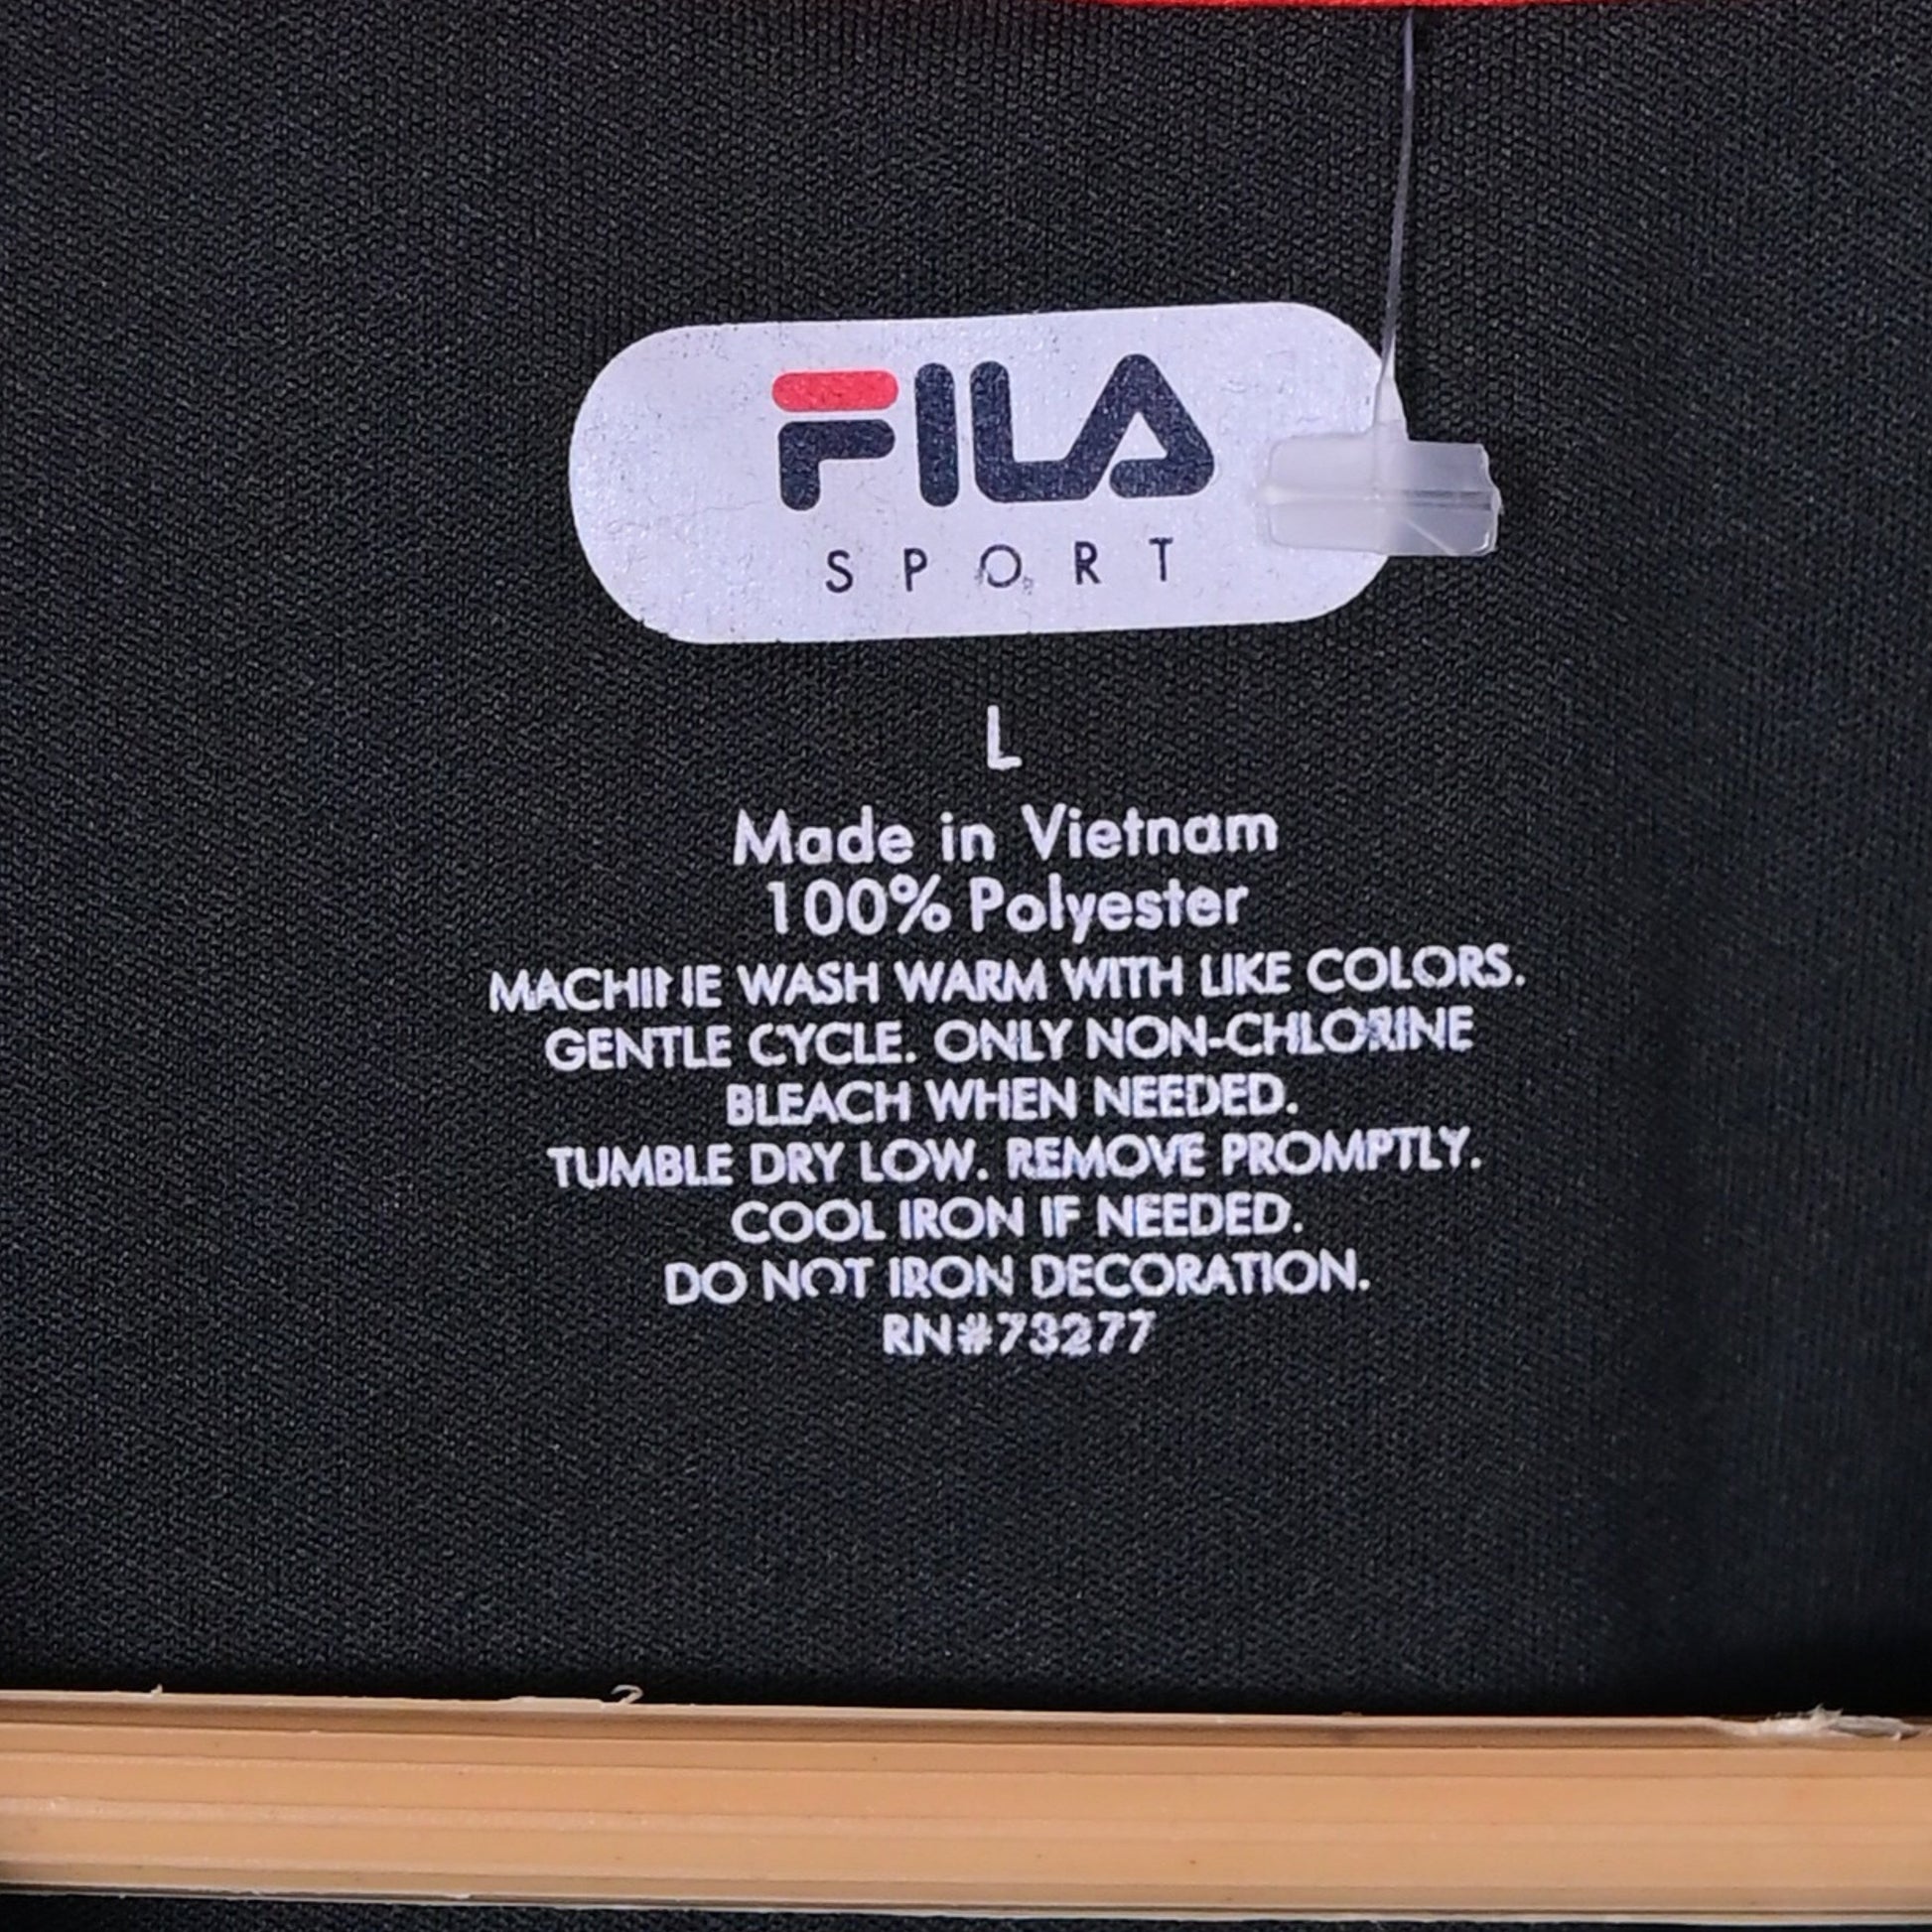 FILA
SPORT
L
Made in Vietnam
100% Polyester
MACHINE WASH WARM WITH LIKE COLORS.
GENTLE CYCLE. ONLY NON-CHLORINE
BLEACH WHEN NEEDED.
TUMBLE DRY LOW. REMOVE PROMPTLY.
COOL IRON IF NEEDED.
DO NOT IRON DECORATION.
RN#73277